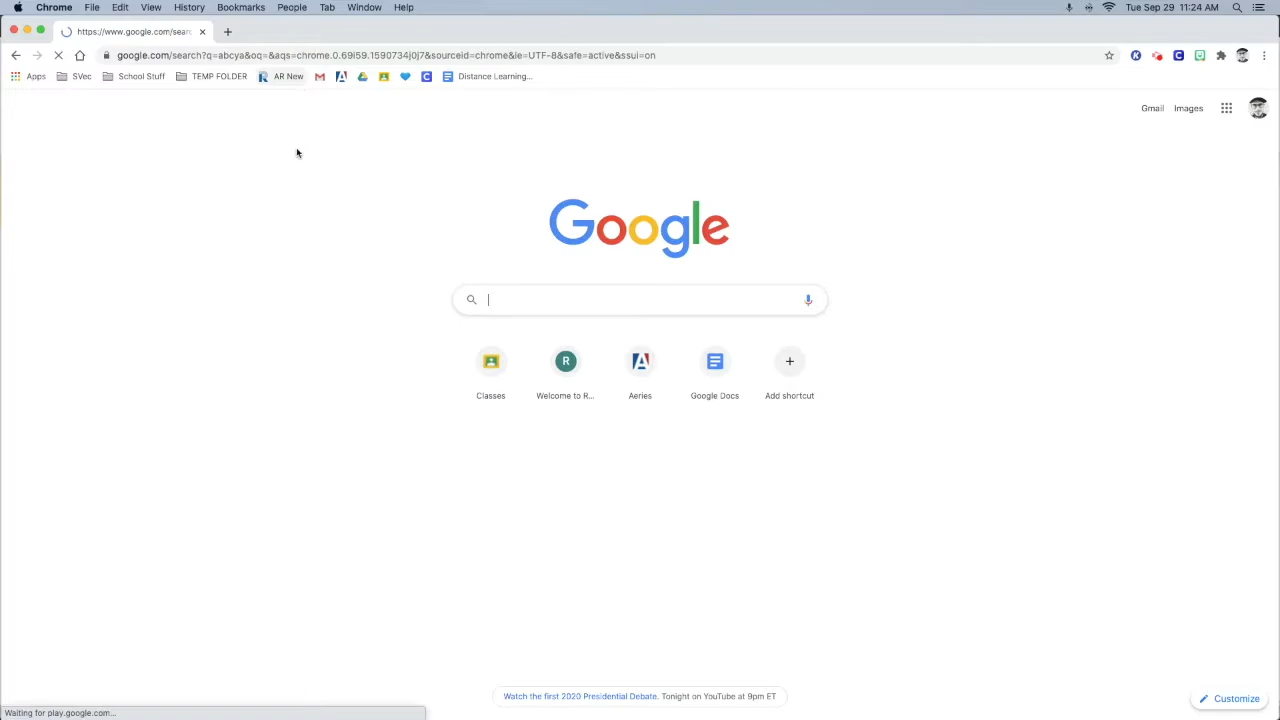 Chrome File Edit View History Bookmarks People Tab Window Help Tue Sep 29 11:24 AM
https://www.google.com/searc
google.com/search?q=abcya&oq=&aqs=chrome.0.69i59.1590734j0j7&sourceid=chrome&ie=UTF-8&safe=active&ssui=on
Apps SVec School Stuff TEMP FOLDER AR New Distance Learning...
Gmail Images
Google
Classes Welcome to R... Aeries Google Docs Add shortcut
Watch the first 2020 Presidential Debate. Tonight on YouTube at 9pm ET
Customize
Waiting for play.google.com...